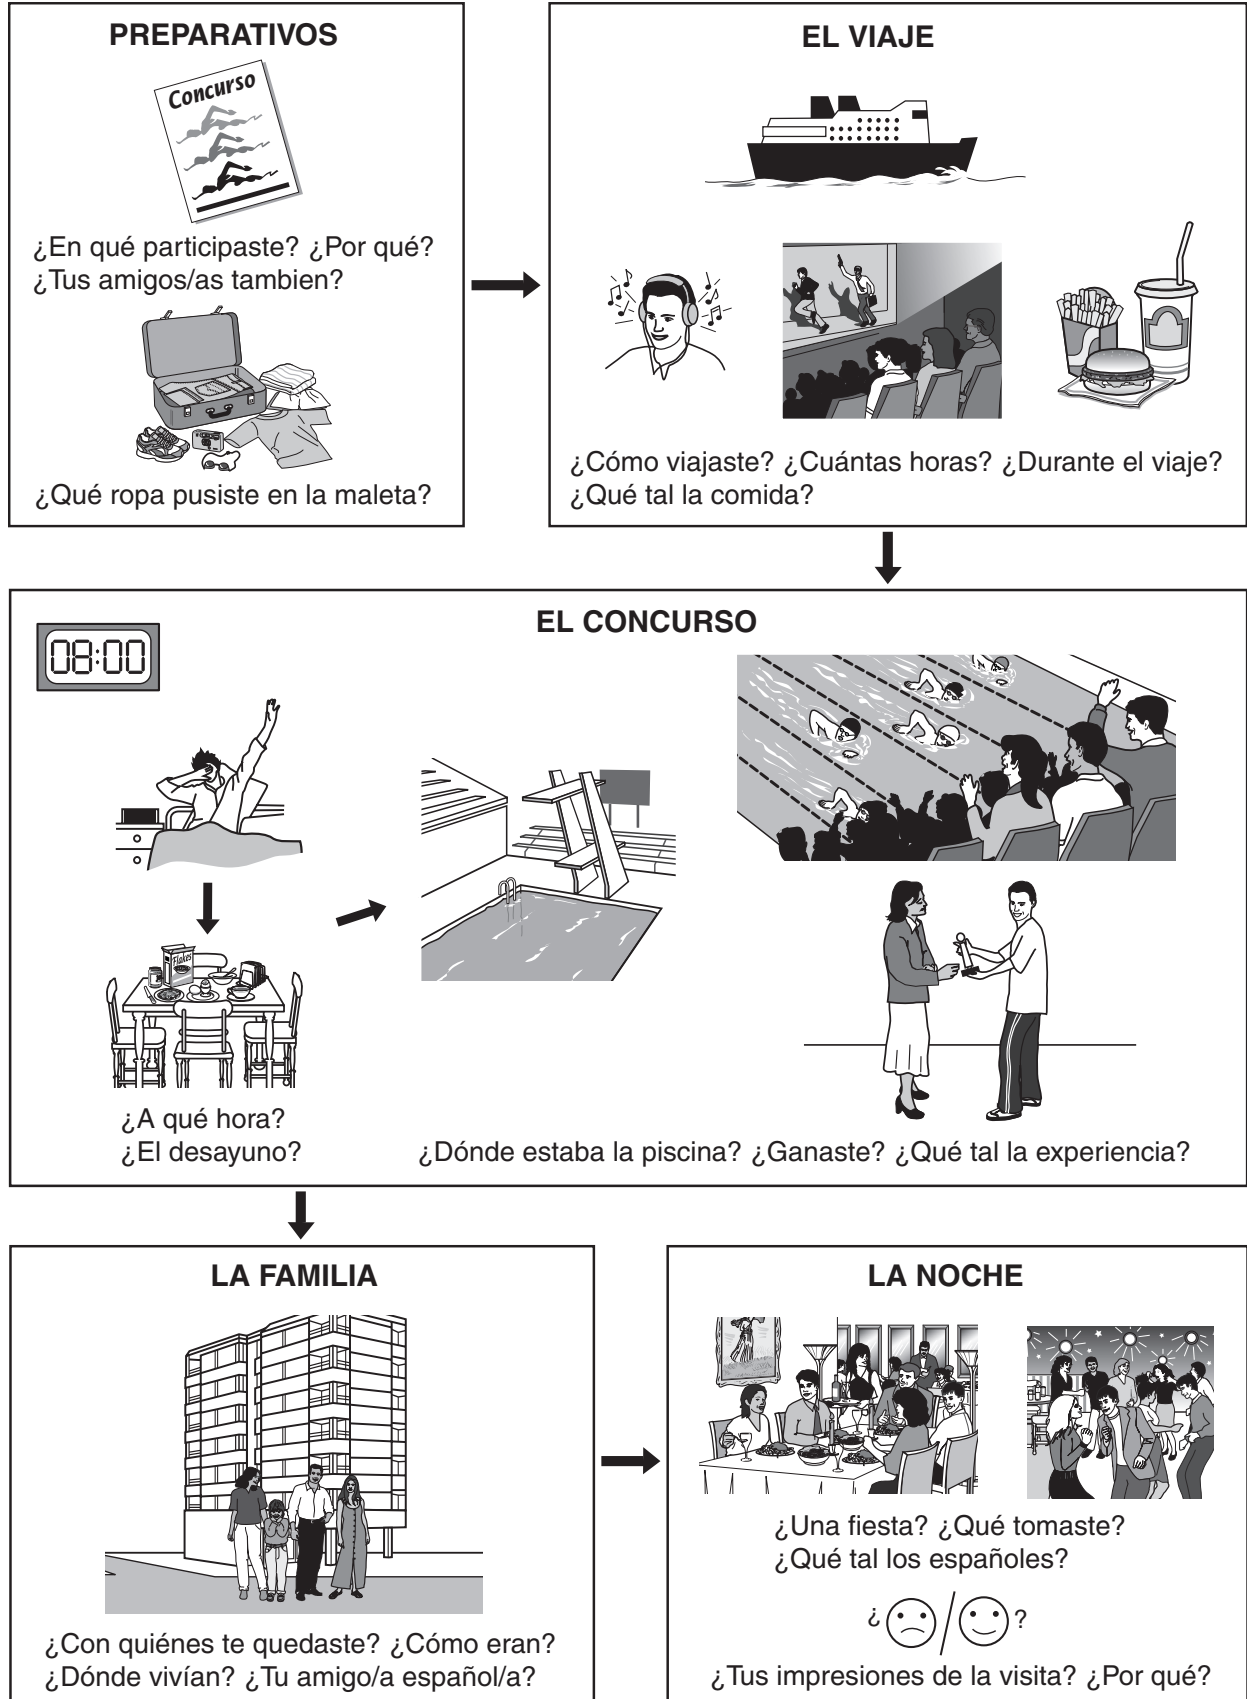 PREPARATIVOS
Concurso
¿En qué participaste? ¿Por qué?
¿Tus amigos/as tambien?
¿Qué ropa pusiste en la maleta?
EL VIAJE
¿Cómo viajaste? ¿Cuántas horas? ¿Durante el viaje?
¿Qué tal la comida?
EL CONCURSO
08:00
Flakes
¿A qué hora?
¿El desayuno?
¿Dónde estaba la piscina? ¿Ganaste? ¿Qué tal la experiencia?
LA FAMILIA
¿Con quiénes te quedaste? ¿Cómo eran?
¿Dónde vivían? ¿Tu amigo/a español/a?
LA NOCHE
¿Una fiesta? ¿Qué tomaste?
¿Qué tal los españoles?
¿ / ?
¿Tus impresiones de la visita? ¿Por qué?